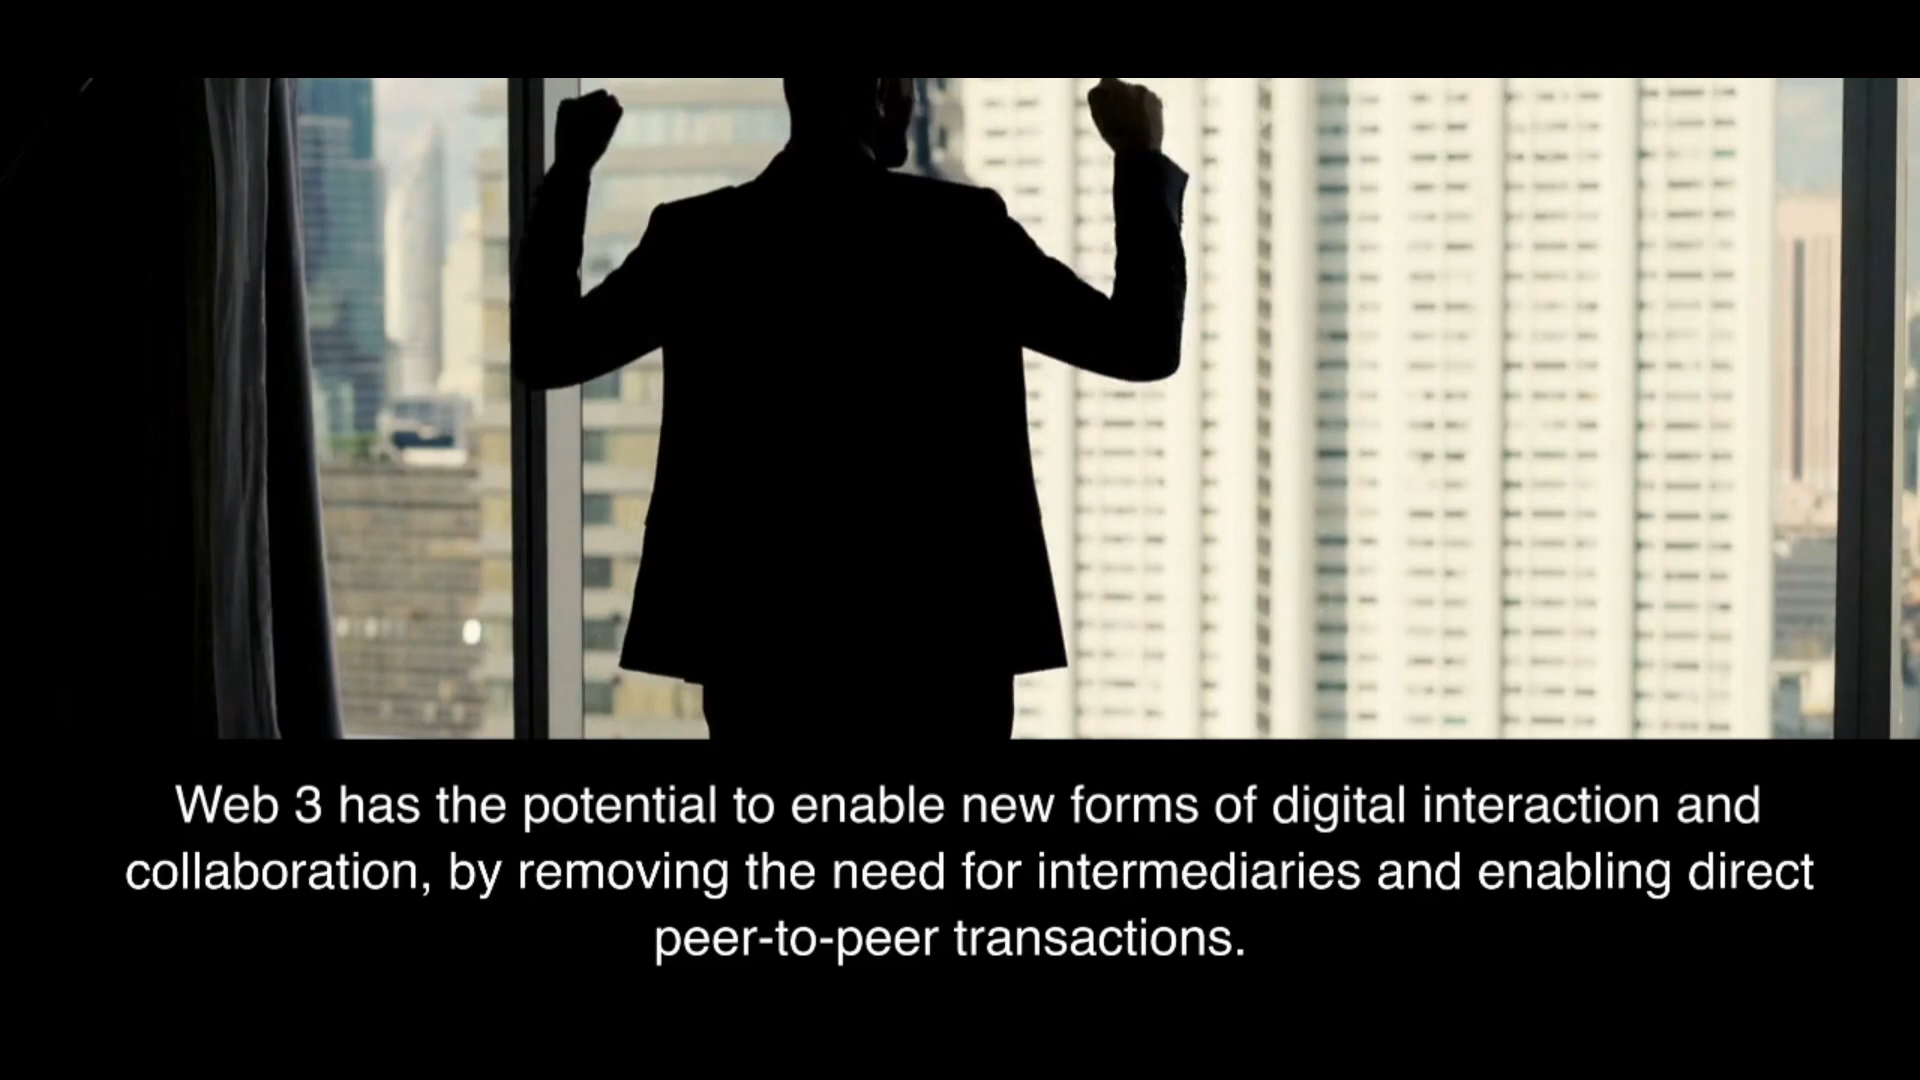 Web 3 has the potential to enable new forms of digital interaction and
collaboration, by removing the need for intermediaries and enabling direct
peer-to-peer transactions.